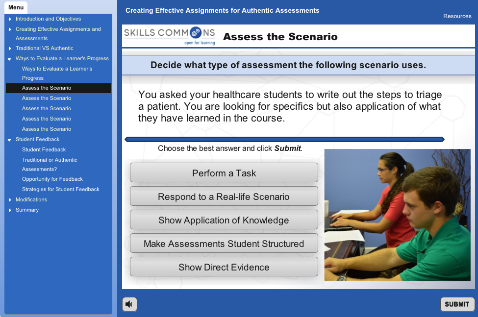 Menu
Introduction and Objectives
Creating Effective Assignments and
Assessments
Traditional VS Authentic
Ways to Evaluate a Learner's Progress
Ways to Evaluate a Learner's
Progress
Assess the Scenario
Assess the Scenario
Assess the Scenario
Assess the Scenario
Assess the Scenario
Student Feedback
Student Feedback
Traditional or Authentic
Assessments?
Opportunity for Feedback
Strategies for Student Feedback
Modifications
Summary
Creating Effective Assignments for Authentic Assessments
Resources
SKILLS COMMONS
open for learning
Assess the Scenario
Decide what type of assessment the following scenario uses.
You asked your healthcare students to write out the steps to triage
a patient. You are looking for specifics but also application of what
they have learned in the course.
Choose the best answer and click Submit.
Perform a Task
Respond to a Real-life Scenario
Show Application of Knowledge
Make Assessments Student Structured
Show Direct Evidence
SUBMIT